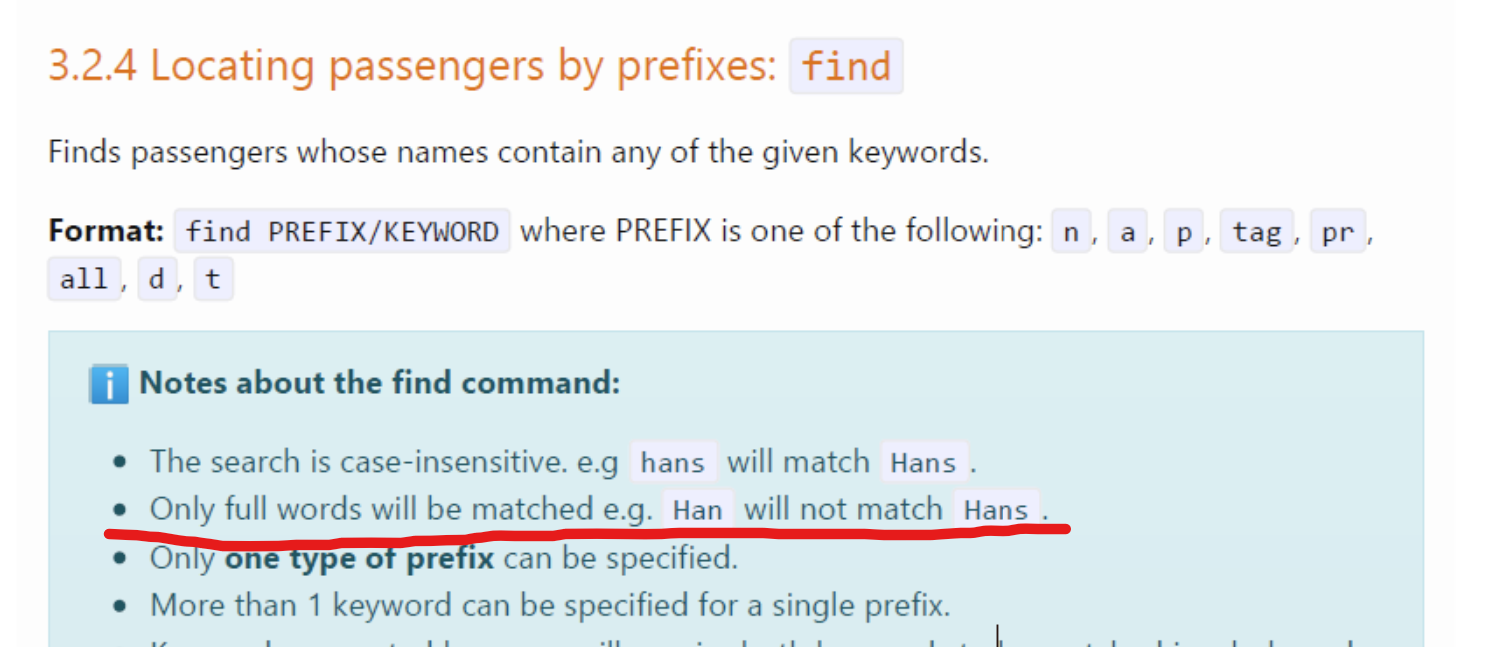 3.2.4 Locating passengers by prefixes: find
Finds passengers whose names contain any of the given keywords.
Format: find PREFIX/KEYWORD where PREFIX is one of the following: n, a, p, tag, pr,
all, d, t
Notes about the find command:
• The search is case-insensitive. e.g hans will match Hans.
• Only full words will be matched e.g. Han will not match Hans.
• Only one type of prefix can be specified.
• More than 1 keyword can be specified for a single prefix.